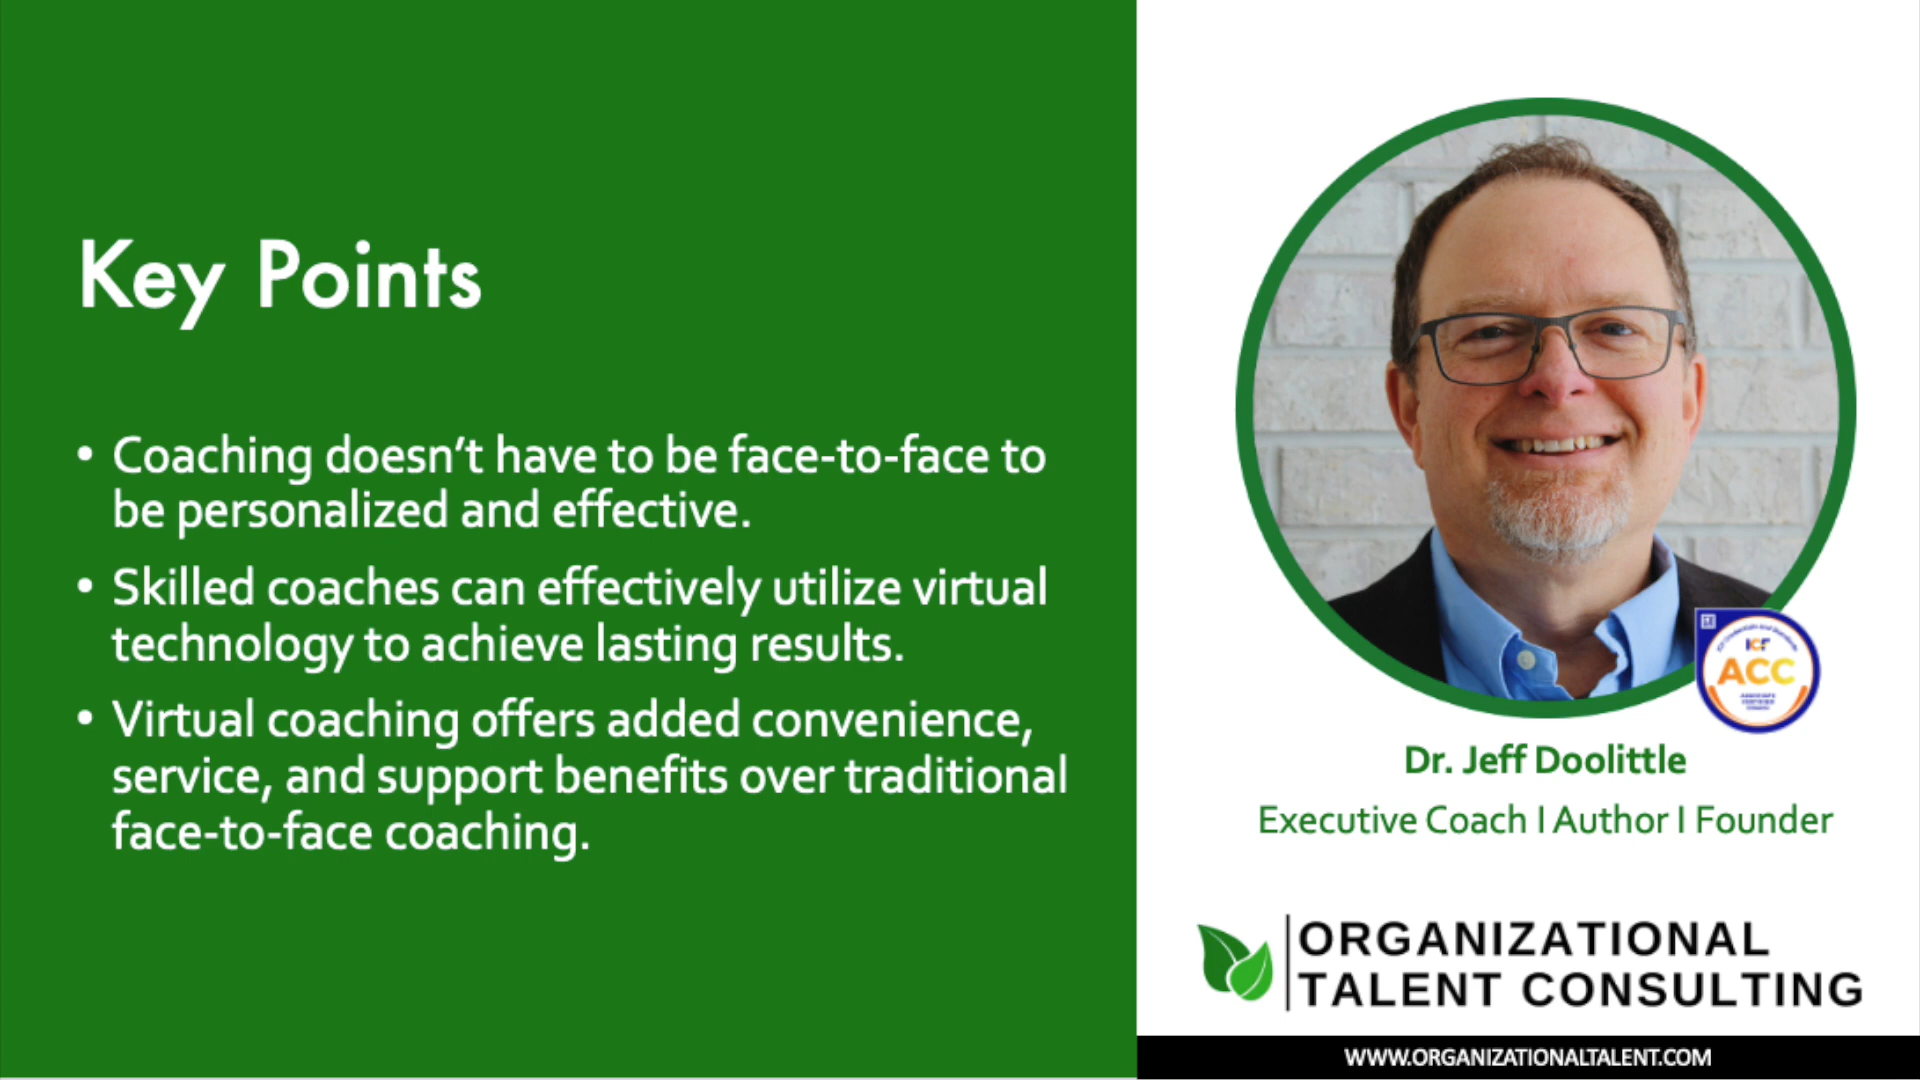 Key Points
• Coaching doesn't have to be face-to-face to
be personalized and effective.
• Skilled coaches can effectively utilize virtual
technology to achieve lasting results.
• Virtual coaching offers added convenience,
service, and support benefits over traditional
face-to-face coaching.
ICF
ACC
Dr. Jeff Doolittle
Executive Coach I Author I Founder
ORGANIZATIONAL
TALENT CONSULTING
WWW.ORGANIZATIONALTALENT.COM